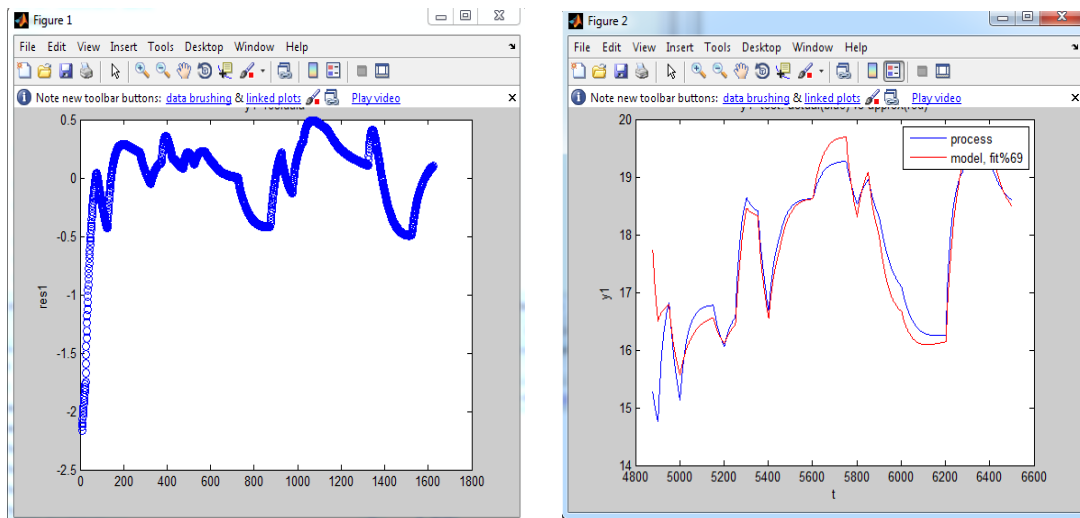 Figure 1
File Edit View Insert Tools Desktop Window Help
Note new toolbar buttons: data brushing & linked plots Play video
0.5
0
-0.5
-1
-1.5
-2
-2.5
res1
0 200 400 600 800 1000 1200 1400 1600 1800
Figure 2
File Edit View Insert Tools Desktop Window Help
Note new toolbar buttons: data brushing & linked plots Play video
20
19
18
17
16
15
14
y1
process
model, fit%69
4800 5000 5200 5400 5600 5800 6000 6200 6400 6600
t